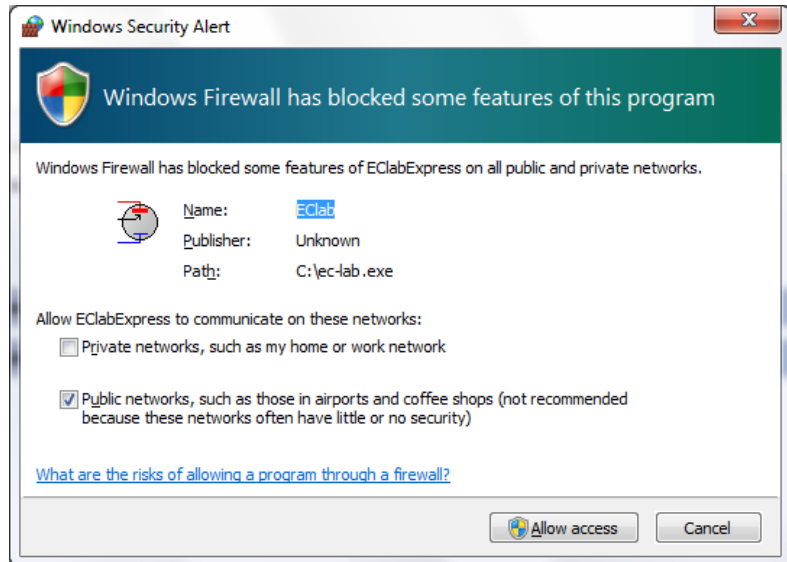 Windows Security Alert
Windows Firewall has blocked some features of this program
Windows Firewall has blocked some features of EClabExpress on all public and private networks.
Name: EClab
Publisher: Unknown
Path: C:\ec-lab.exe
Allow EClabExpress to communicate on these networks:
Private networks, such as my home or work network
Public networks, such as those in airports and coffee shops (not recommended
because these networks often have little or no security)
What are the risks of allowing a program through a firewall?
Allow access Cancel